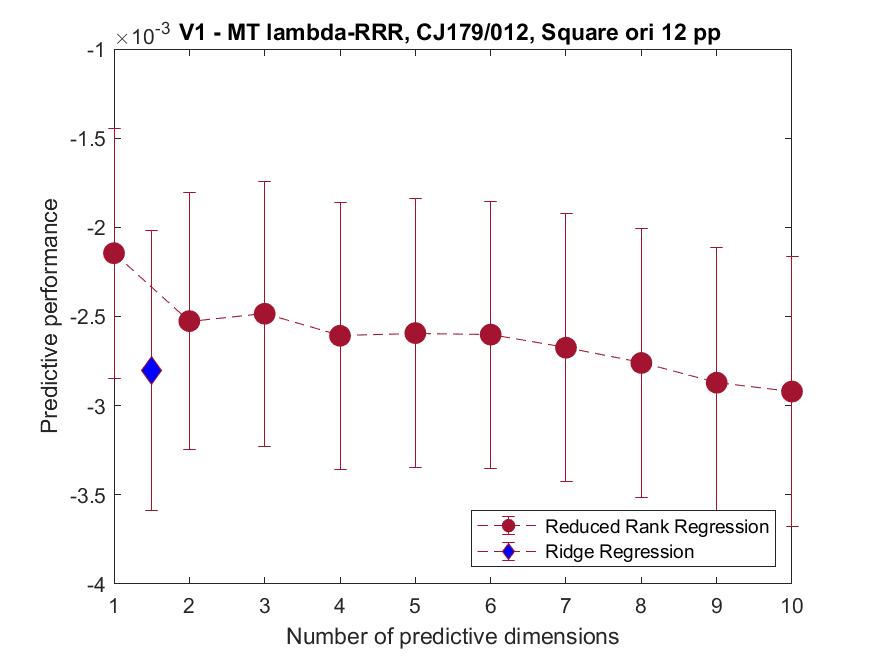 ×10-3 V1 - MT lambda-RRR, CJ179/012, Square ori 12 pp
-1
-1.5
-2
-2.5
-3
-3.5
-4
Predictive performance
Reduced Rank Regression
Ridge Regression
1 2 3 4 5 6 7 8 9 10
Number of predictive dimensions